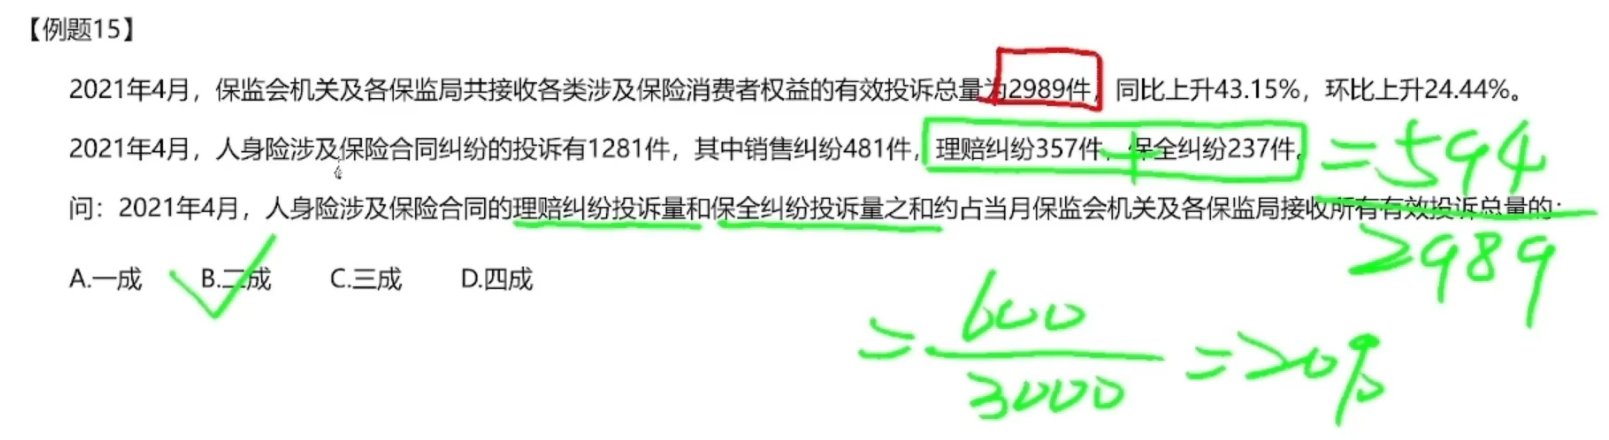 【例题15】
2021年4月，保监会机关及各保监局共接收各类涉及保险消费者权益的有效投诉总量为2989件，同比上升43.15%，环比上升24.44%。
2021年4月，人身险涉及保险合同纠纷的投诉有1281件，其中销售纠纷481件，理赔纠纷357件，保全纠纷237件。
+
=594
2989
问：2021年4月，人身险涉及保险合同的理赔纠纷投诉量和保全纠纷投诉量之和约占当月保监会机关及各保监局接收所有有效投诉总量的：
A.一成 B.二成 C.三成 D.四成
=600
3000
=20%